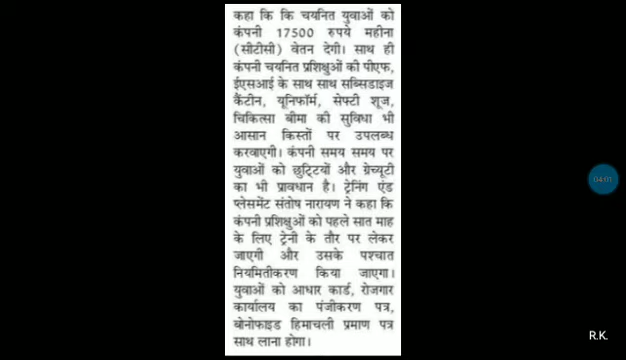 कहा कि कि चयनित युवाओं को
कंपनी 17500 रुपये महीना
(सीटीसी) वेतन देगी। साथ ही
कंपनी चयनित प्रशिक्षुओं को पीएफ,
ईएसआई के साथ साथ सब्सिडाइज
कैंटीन, यूनिफॉर्म, सेफ्टी शूज,
चिकित्सा बीमा की सुविधा भी
आसान किस्तों पर उपलब्ध
करवाएगी। कंपनी समय समय पर
युवाओं को छुट्टियों और ग्रेच्यूटी
का भी प्रावधान है। ट्रेनिंग एंड
प्लेसमेंट संतोष नारायण ने कहा कि
कंपनी प्रशिक्षुओं को पहले सात माह
के लिए ट्रेनी के तौर पर लेकर
जाएगी और उसके पश्चात
नियमितीकरण किया जाएगा।
युवाओं को आधार कार्ड, रोजगार
कार्यालय का पंजीकरण पत्र,
बोनोफाइड हिमाचली प्रमाण पत्र
साथ लाना होगा।
04:01
R.K.